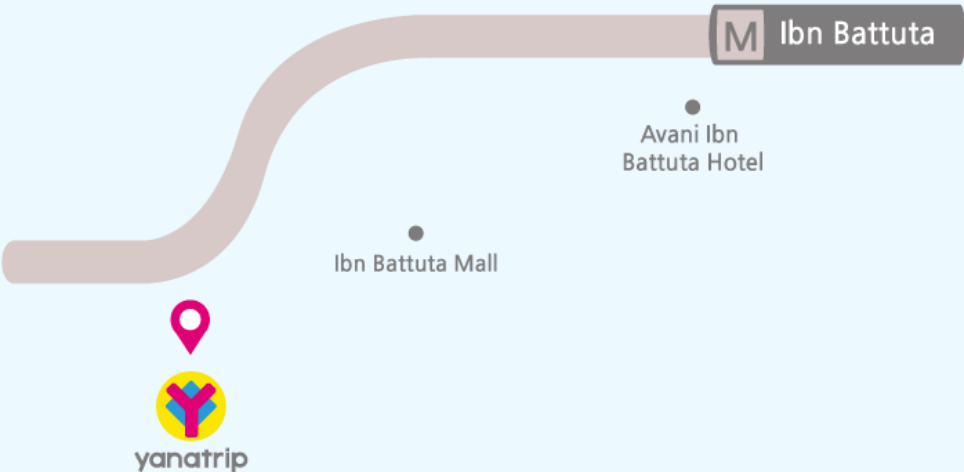 M Ibn Battuta
Avani Ibn
Battuta Hotel
Ibn Battuta Mall
yanatrip